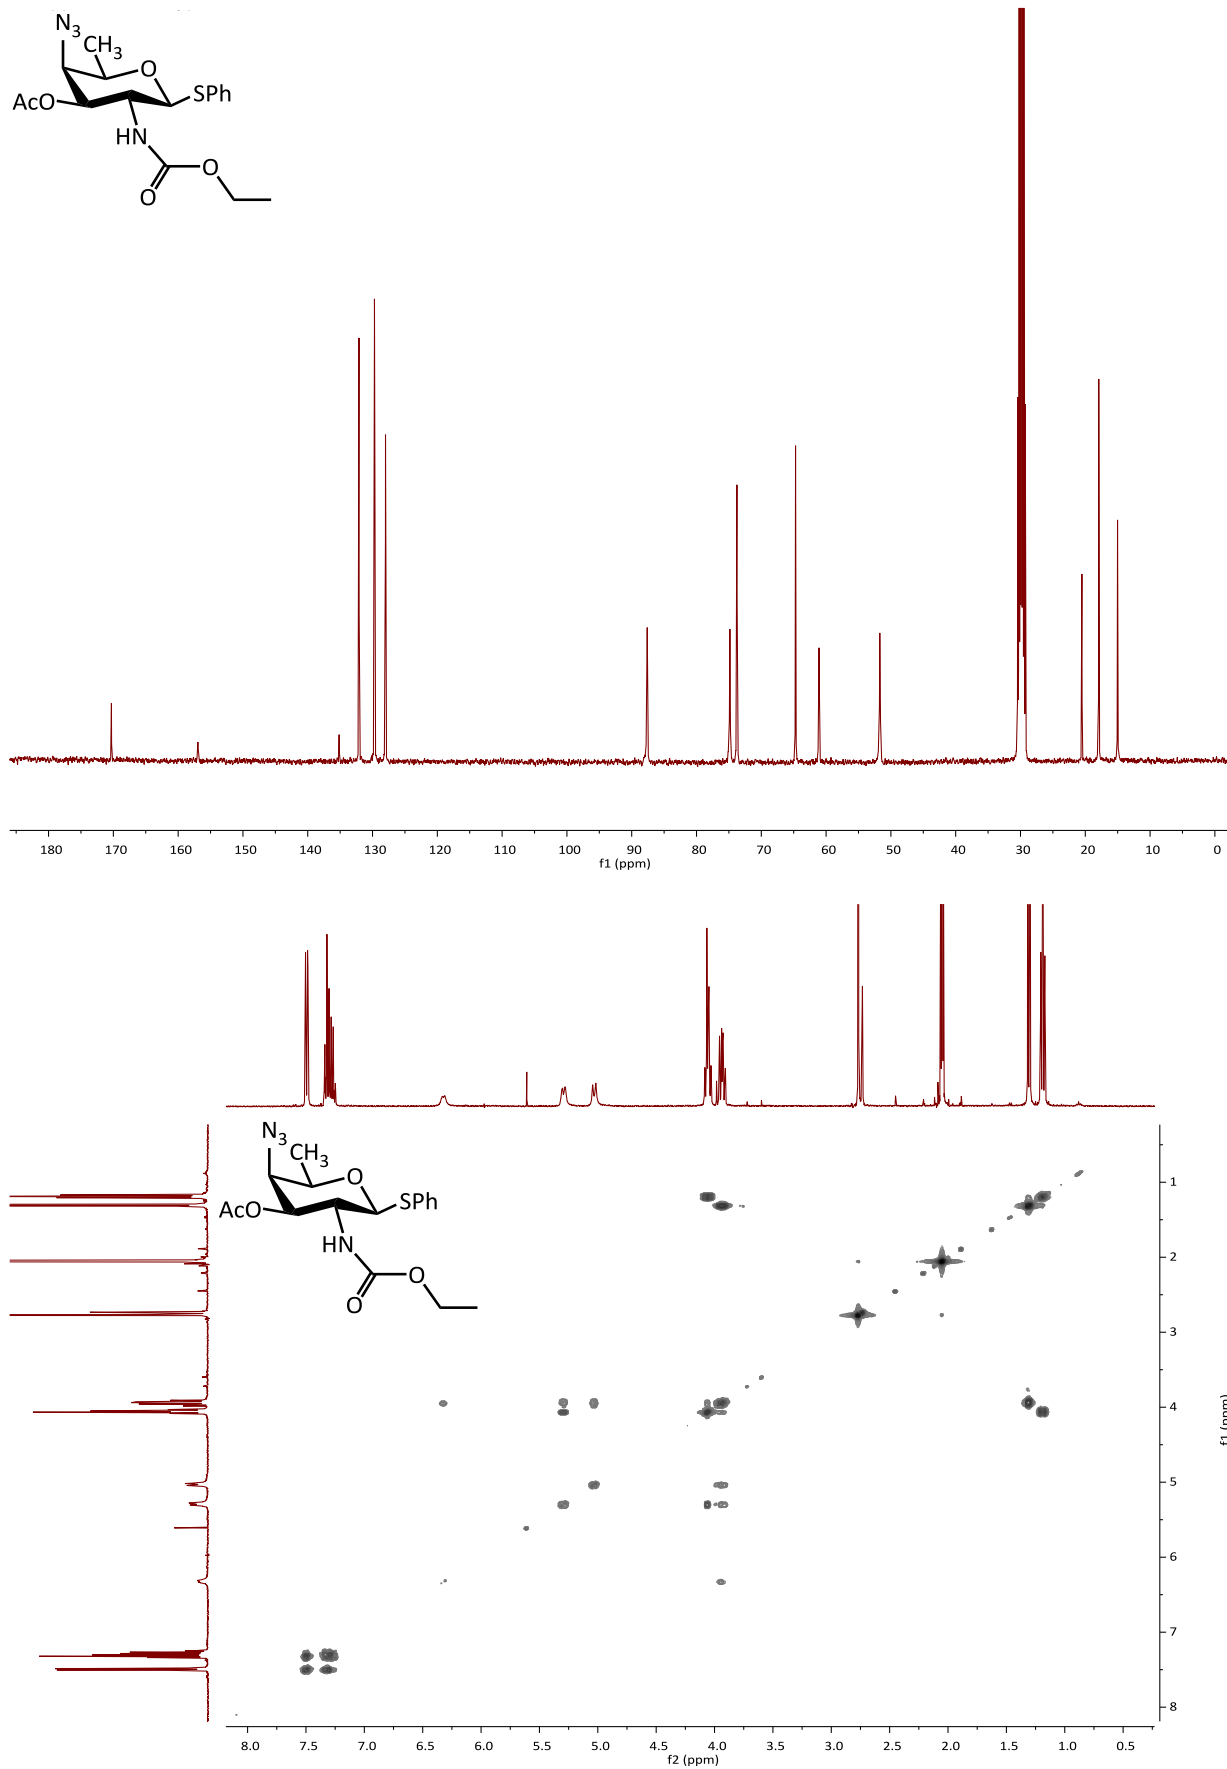 N3
CH3
O
SPh
AcO
HN
O
O
180 170 160 150 140 130 120 110 100 90 80 70 60 50 40 30 20 10 0
f1 (ppm)
N3
CH3
O
SPh
AcO
HN
O
O
1
2
3
4
5
6
7
8
f1 (ppm)
8.0 7.5 7.0 6.5 6.0 5.5 5.0 4.5 4.0 3.5 3.0 2.5 2.0 1.5 1.0 0.5
f2 (ppm)